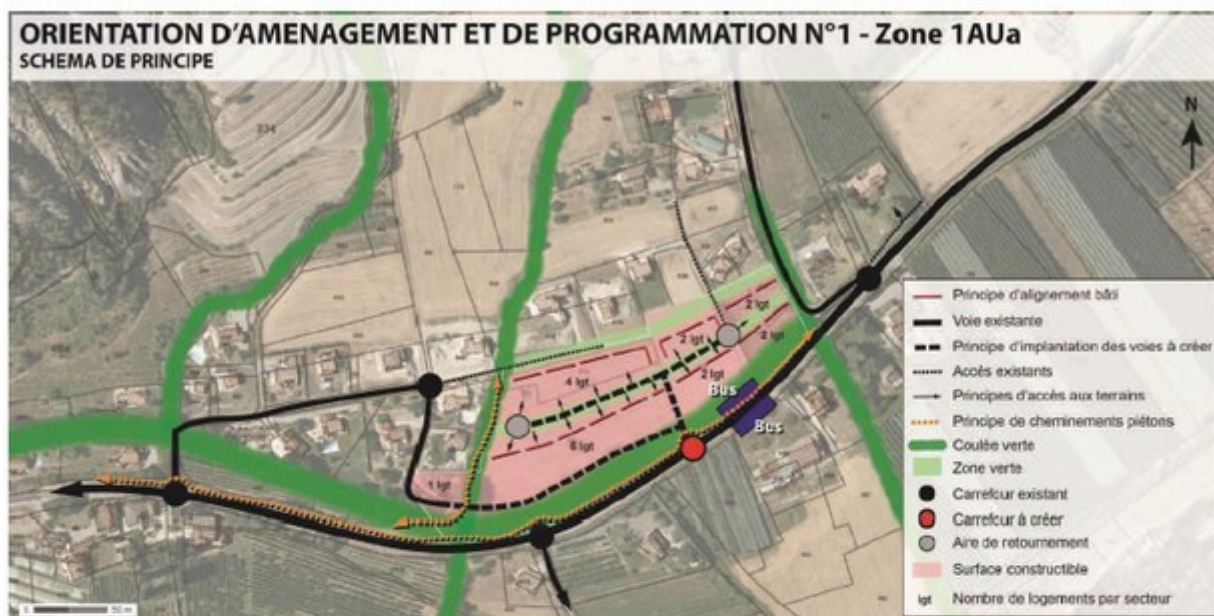 ORIENTATION D'AMENAGEMENT ET DE PROGRAMMATION N°1 - Zone 1AUa
SCHEMA DE PRINCIPE
N
2 lgt
2 lgt
2 lgt
4 lgt
2 lgt
6 lgt
1 lgt
Bus
Bus
Principe d'alignement bâti
Voie existante
Principe d'implantation des voies à créer
Accès existants
Principes d'accès aux terrains
Principe de cheminements piétons
Coulée verte
Zone verte
Carrefour existant
Carrefour à créer
Aire de retournement
Surface constructible
lgt Nombre de logements par secteur
50 m